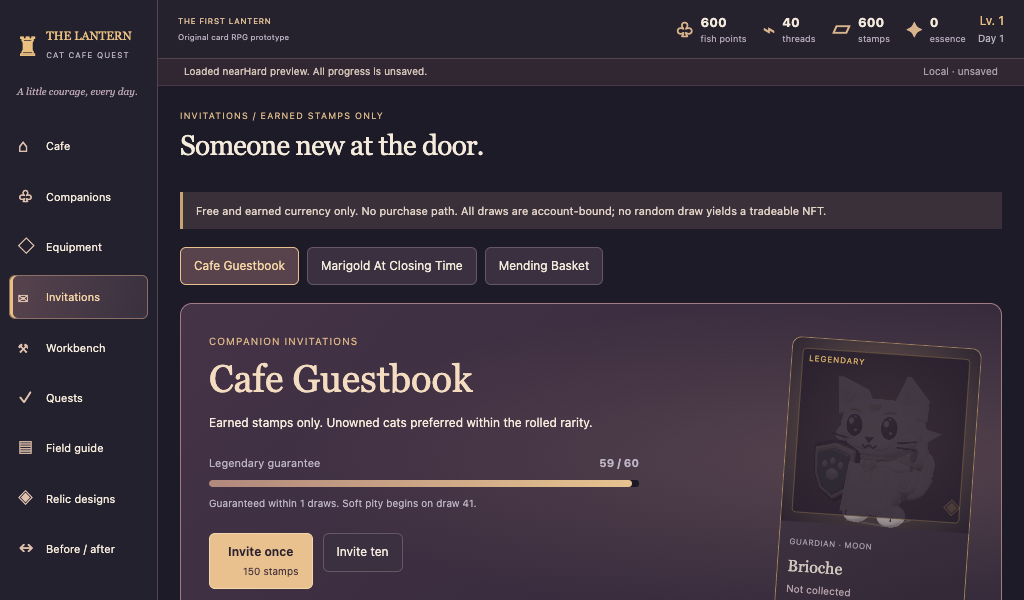 THE LANTERN
CAT CAFE QUEST
A little courage, every day.
Cafe
Companions
Equipment
Invitations
Workbench
Quests
Field guide
Relic designs
Before / after
THE FIRST LANTERN
Original card RPG prototype
600
fish points
40
threads
600
stamps
0
essence
Lv. 1
Day 1
Loaded nearHard preview. All progress is unsaved.
Local · unsaved
INVITATIONS / EARNED STAMPS ONLY
Someone new at the door.
Free and earned currency only. No purchase path. All draws are account-bound; no random draw yields a tradeable NFT.
Cafe Guestbook
Marigold At Closing Time
Mending Basket
COMPANION INVITATIONS
Cafe Guestbook
Earned stamps only. Unowned cats preferred within the rolled rarity.
Legendary guarantee
59 / 60
Guaranteed within 1 draws. Soft pity begins on draw 41.
Invite once
150 stamps
Invite ten
LEGENDARY
GUARDIAN · MOON
Brioche
Not collected